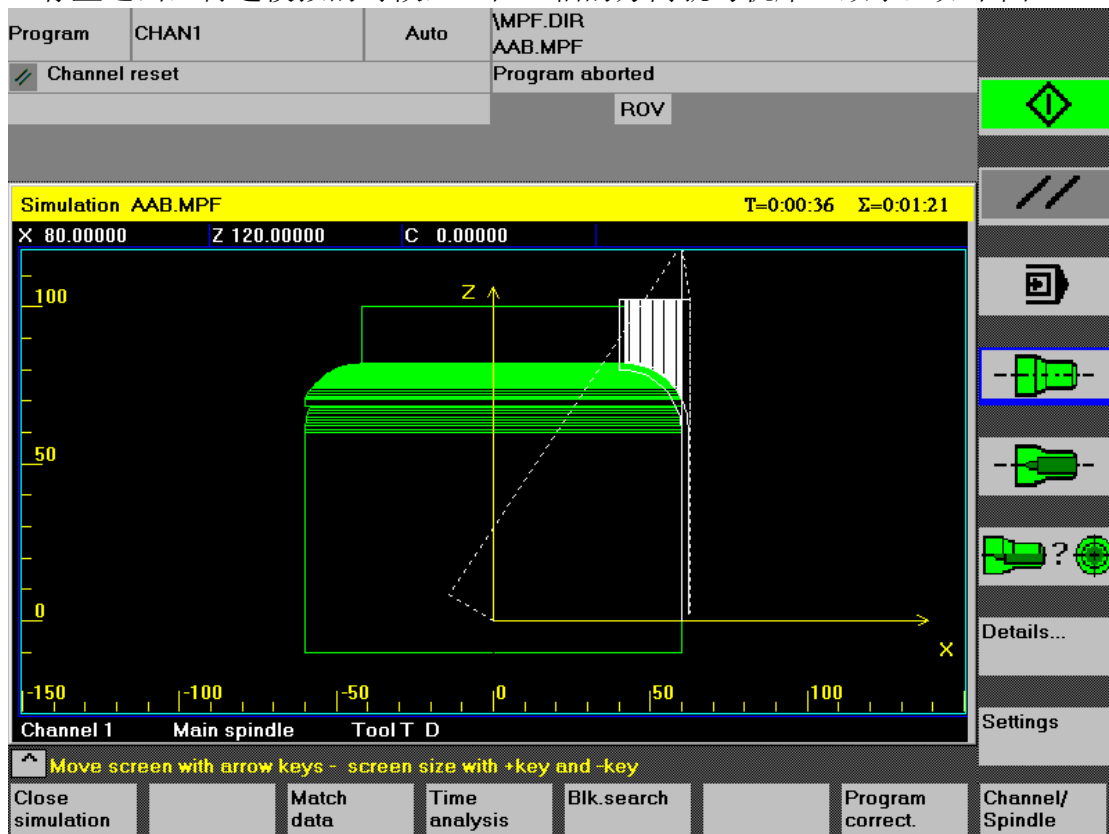 Program CHAN1 Auto \MPF.DIR
AAB.MPF
Channel reset Program aborted
ROV
Simulation AAB.MPF T=0:00:36 Σ=0:01:21
X 80.00000 Z 120.00000 C 0.00000
Z
100
50
0
X
-150 -100 -50 0 50 100
Channel 1 Main spindle Tool T D
Move screen with arrow keys - screen size with +key and -key
?
Details...
Settings
Close simulation Match data Time analysis Blk.search Program correct. Channel/ Spindle